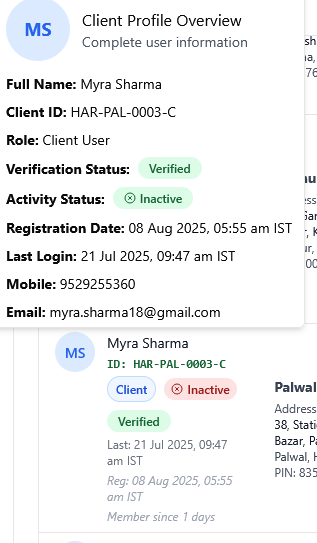 MS
Client Profile Overview
Complete user information
Full Name: Myra Sharma
Client ID: HAR-PAL-0003-C
Role: Client User
Verification Status: Verified
Activity Status: Inactive
Registration Date: 08 Aug 2025, 05:55 am IST
Last Login: 21 Jul 2025, 09:47 am IST
Mobile: 9529255360
Email: myra.sharma18@gmail.com
MS
Myra Sharma
ID: HAR-PAL-0003-C
Client
Inactive
Verified
Last: 21 Jul 2025, 09:47
am IST
Reg: 08 Aug 2025, 05:55
am IST
Member since 1 days
Palwal
Address
38, Stati
Bazar, Pa
Palwal, H
PIN: 835